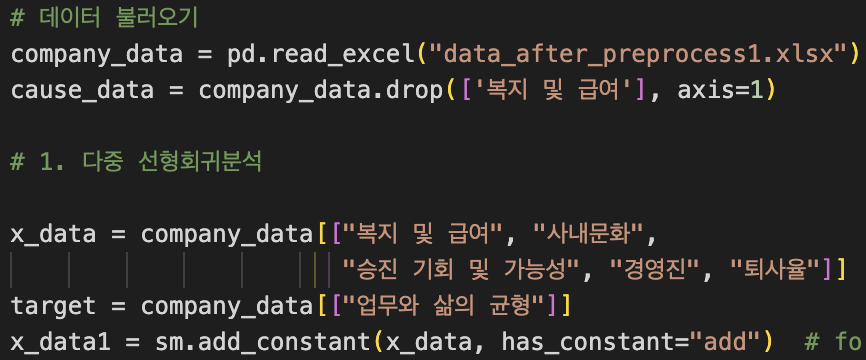 # 데이터 불러오기
company_data = pd.read_excel("data_after_preprocess1.xlsx")
cause_data = company_data.drop(['복지 및 급여'], axis=1)
# 1. 다중 선형회귀분석
x_data = company_data[["복지 및 급여", "사내문화",
"승진 기회 및 가능성", "경영진", "퇴사율"]]
target = company_data[["업무와 삶의 균형"]]
x_data1 = sm.add_constant(x_data, has_constant="add")  # fo